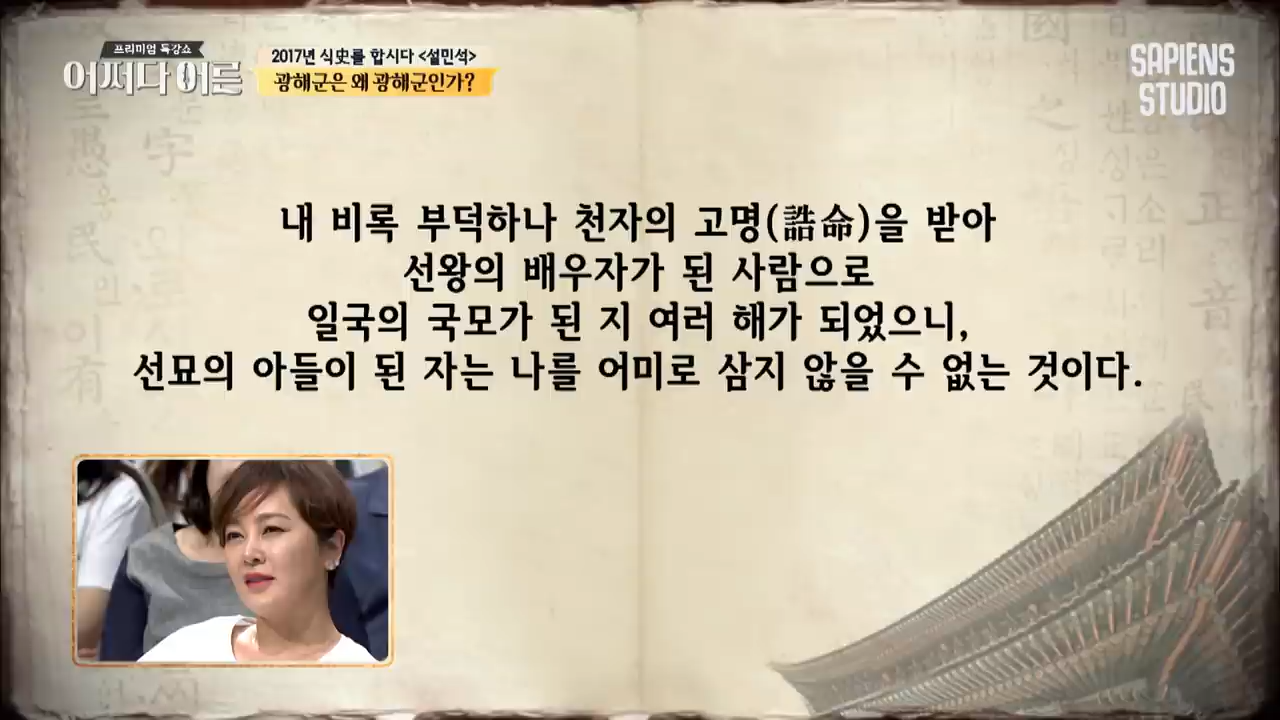 프리미엄 특강쇼
어쩌다 어른
2017년 식史를 합시다 <설민석>
광해군은 왜 광해군인가?
SAPIENS
STUDIO
내 비록 부덕하나 천자의 고명(誥命)을 받아
선왕의 배우자가 된 사람으로
일국의 국모가 된 지 여러 해가 되었으니,
선묘의 아들이 된 자는 나를 어미로 삼지 않을 수 없는 것이다.